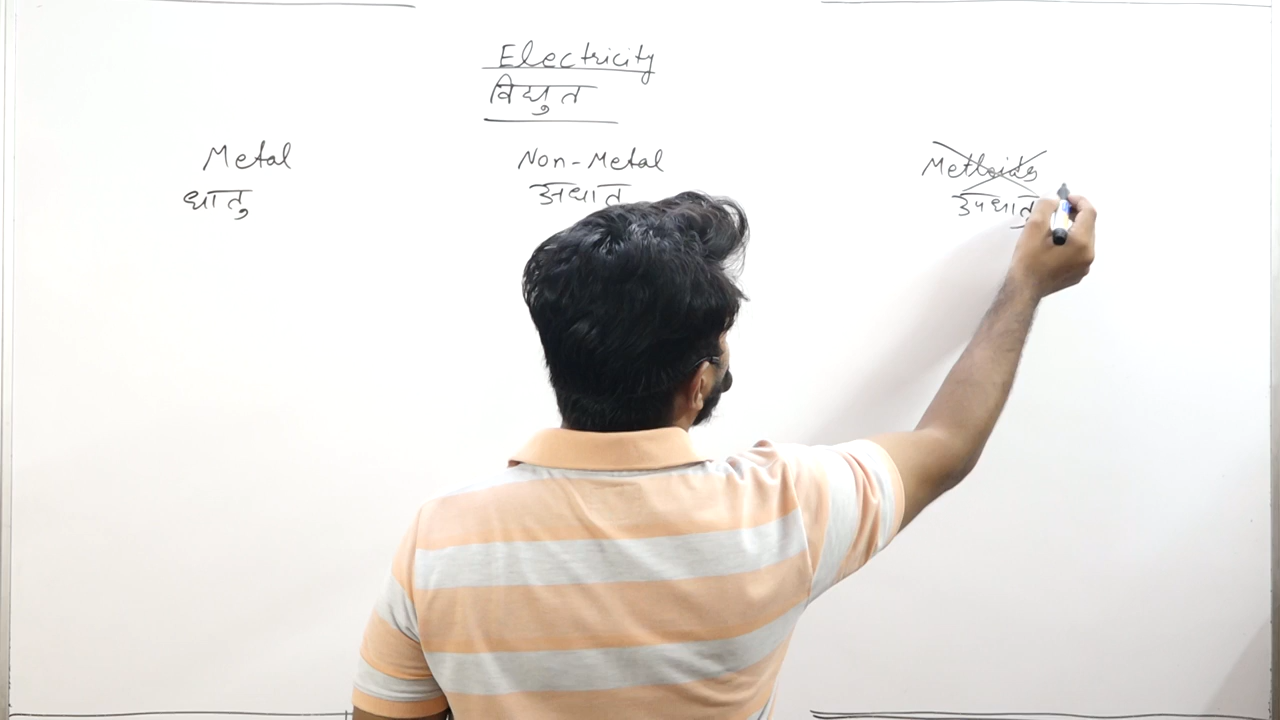 Electricity
विद्युत
Metal
धातु
Non-Metal
अधात
Metloids
उपधातु